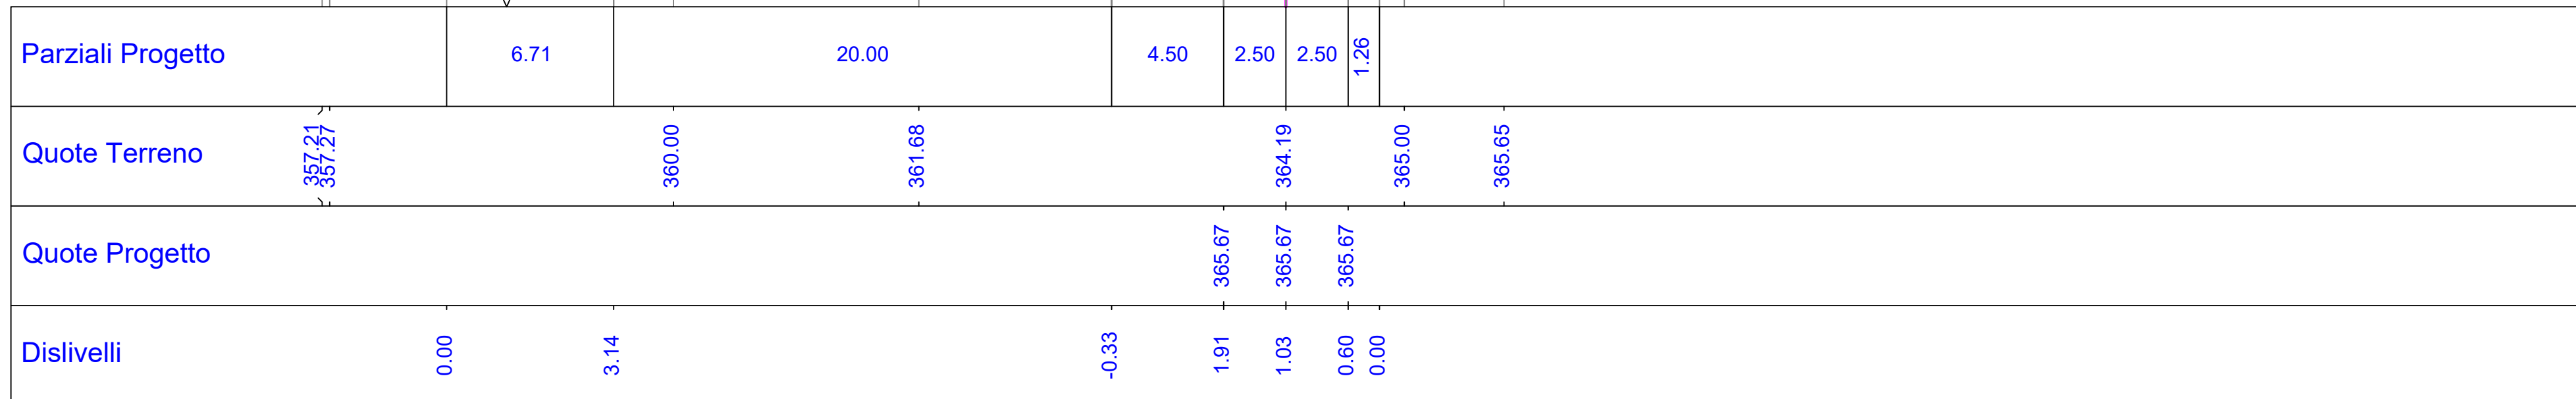 Parziali Progetto 6.71 20.00 4.50 2.50 2.50 1.26
Quote Terreno 357.21 357.27 360.00 361.68 364.19 365.00 365.65
Quote Progetto 365.67 365.67 365.67
Dislivelli 0.00 3.14 -0.33 1.91 1.03 0.60 0.00